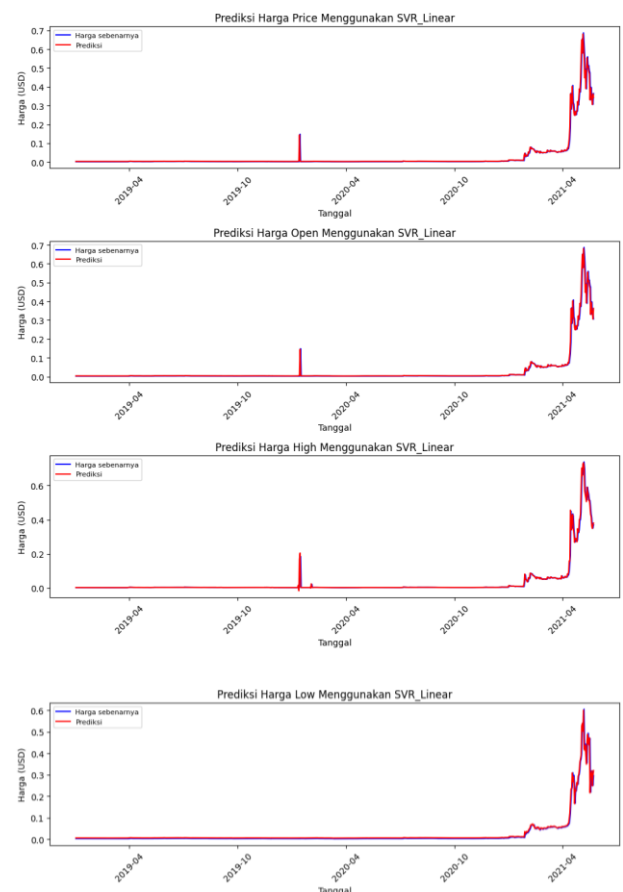 Prediksi Harga Price Menggunakan SVR_Linear
Harga sebenarnya
Prediksi
Harga (USD)
0.7
0.6
0.5
0.4
0.3
0.2
0.1
0.0
2019-04
2019-10
2020-04
2020-10
2021-04
Tanggal
Prediksi Harga Open Menggunakan SVR_Linear
Harga sebenarnya
Prediksi
Harga (USD)
0.7
0.6
0.5
0.4
0.3
0.2
0.1
0.0
2019-04
2019-10
2020-04
2020-10
2021-04
Tanggal
Prediksi Harga High Menggunakan SVR_Linear
Harga sebenarnya
Prediksi
Harga (USD)
0.6
0.4
0.2
0.0
2019-04
2019-10
2020-04
2020-10
2021-04
Tanggal
Prediksi Harga Low Menggunakan SVR_Linear
Harga sebenarnya
Prediksi
Harga (USD)
0.6
0.5
0.4
0.3
0.2
0.1
0.0
2019-04
2019-10
2020-04
2020-10
2021-04
Tanggal